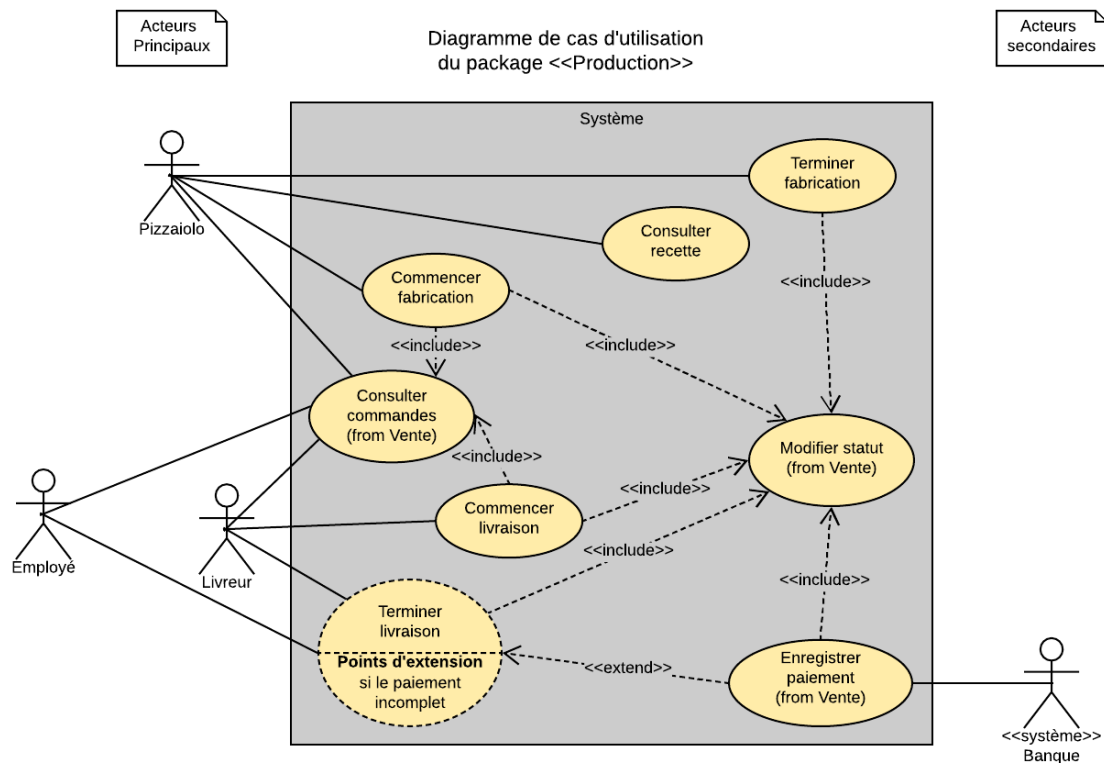 Acteurs
Principaux
Diagramme de cas d'utilisation
du package <<Production>>
Acteurs
secondaires
Système
Pizzaiolo
Terminer
fabrication
Consulter
recette
Commencer
fabrication
<<include>>
<<include>>
<<include>>
Consulter
commandes
(from Vente)
Modifier statut
(from Vente)
<<include>>
Commencer
livraison
<<include>>
Employé
Livreur
<<include>>
<<include>>
Terminer
livraison
Points d'extension
si le paiement
incomplet
<<extend>>
Enregistrer
paiement
(from Vente)
<<système>>
Banque